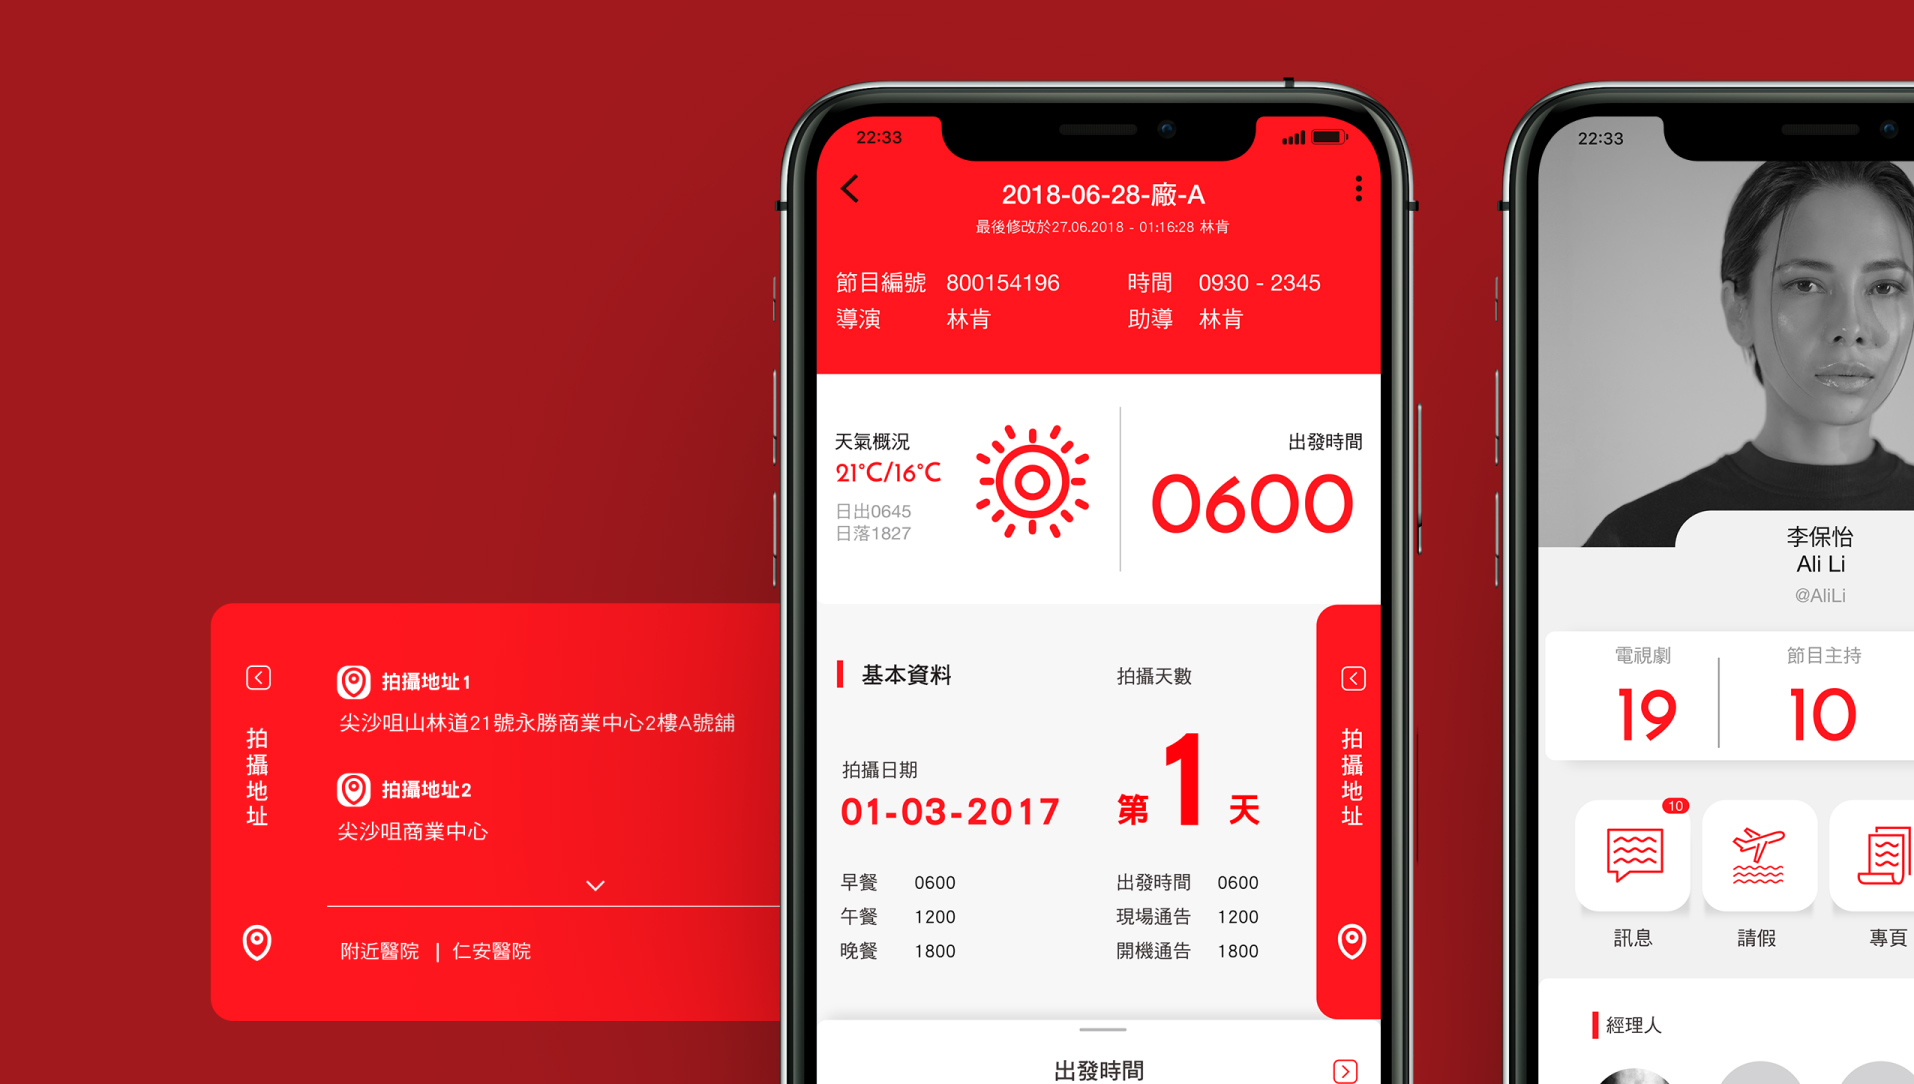 拍攝地址
拍攝地址1
尖沙咀山林道21號永勝商業中心2樓A號舖
拍攝地址2
尖沙咀商業中心
附近醫院 | 仁安醫院
22:33
2018-06-28-廠-A
最後修改於27.06.2018 - 01:16:28 林肯
節目編號 800154196 時間 0930 - 2345
導演 林肯 助導 林肯
天氣概況
21°C/16°C
日出0645
日落1827
出發時間
0600
基本資料
拍攝天數
拍攝日期
01-03-2017
第1天
早餐 0600 出發時間 0600
午餐 1200 現場通告 1200
晚餐 1800 開機通告 1800
拍攝地址
出發時間
22:33
李保怡
Ali Li
@AliLi
電視劇 節目主持
19 10
10
訊息 請假 專頁
經理人